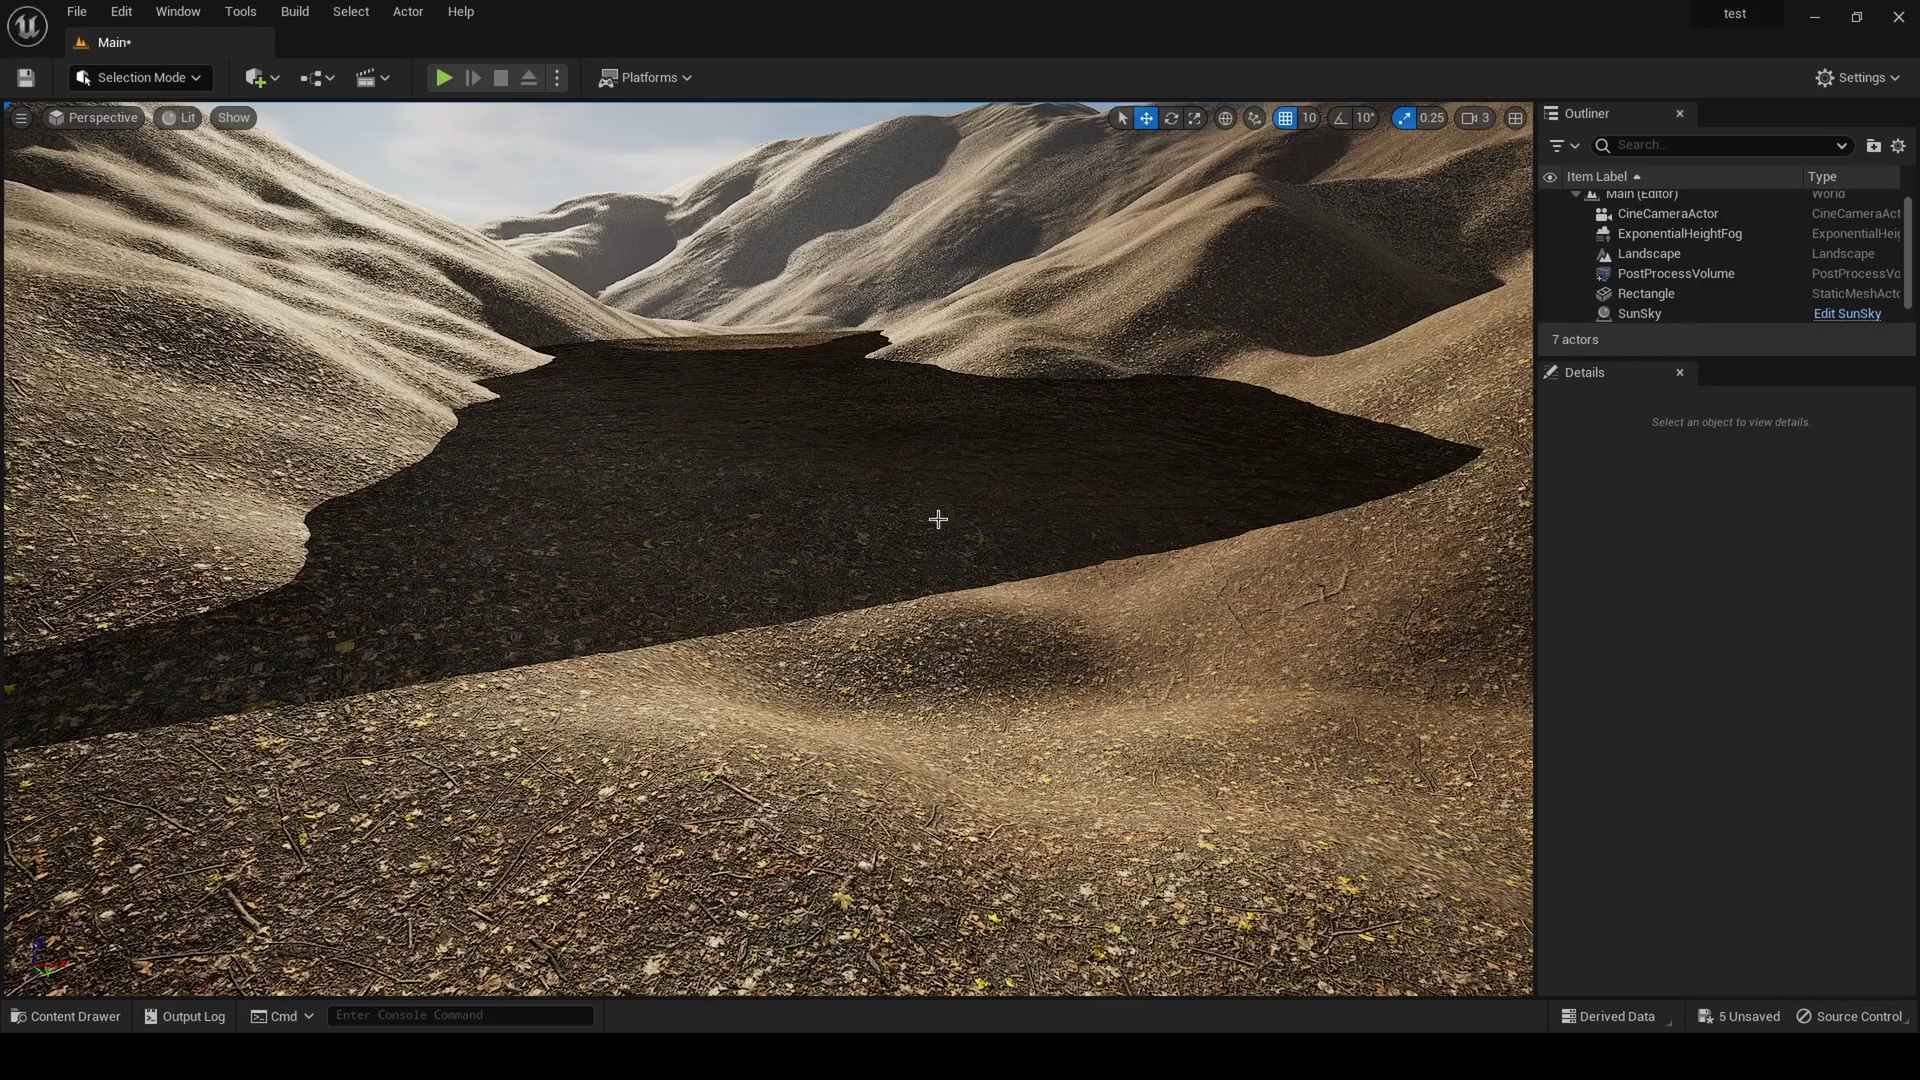 File Edit Window Tools Build Select Actor Help
test
Main*
Selection Mode
Platforms
Settings
Perspective Lit Show
10 10° 0.25 3
Outliner
Search...
Item Label Type
Main (Editor) World
CineCameraActor CineCameraAct
ExponentialHeightFog ExponentialHeig
Landscape Landscape
PostProcessVolume PostProcessVo
Rectangle StaticMeshActo
SunSky Edit SunSky
7 actors
Details
Select an object to view details.
Content Drawer Output Log Cmd Enter Console Command Derived Data 5 Unsaved Source Control